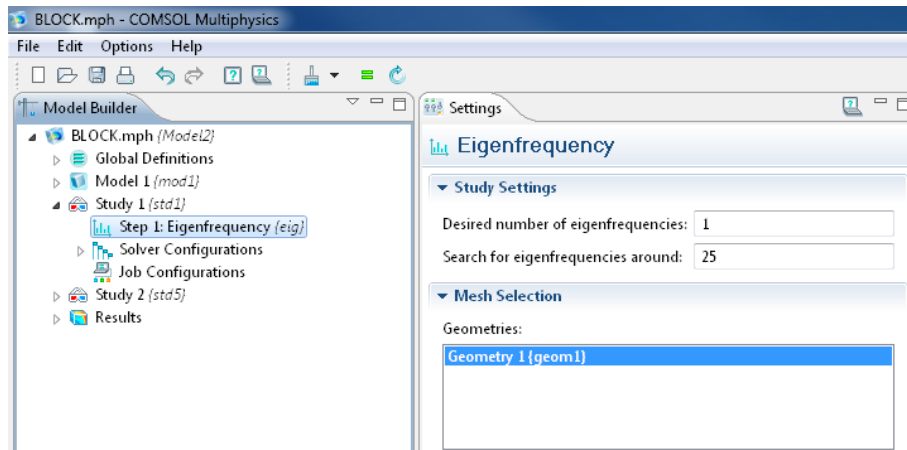 BLOCK.mph - COMSOL Multiphysics
File Edit Options Help
Model Builder
BLOCK.mph (Model2)
Global Definitions
Model 1 (mod1)
Study 1 (std1)
Step 1: Eigenfrequency {eig}
Solver Configurations
Job Configurations
Study 2 (std5)
Results
Settings
Eigenfrequency
Study Settings
Desired number of eigenfrequencies: 1
Search for eigenfrequencies around: 25
Mesh Selection
Geometries:
Geometry 1 {geom1}